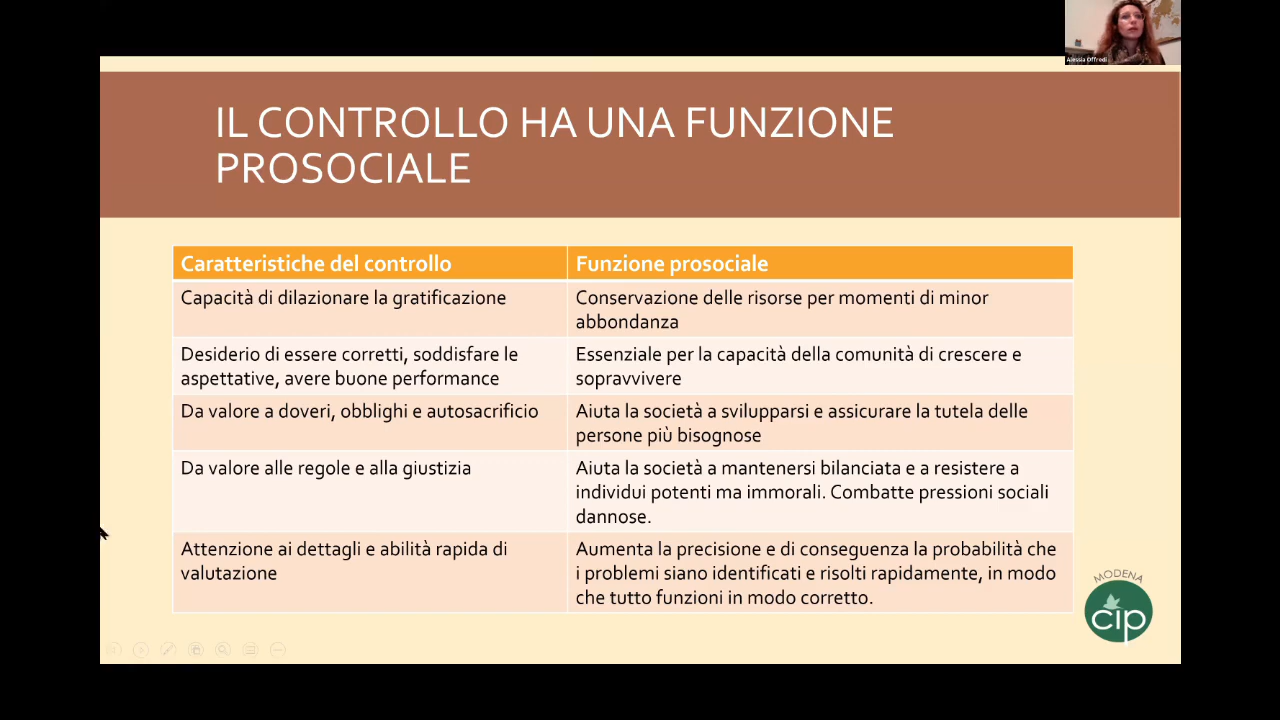 Alessia Offredi
IL CONTROLLO HA UNA FUNZIONE
PROSOCIALE
Caratteristiche del controllo
Funzione prosociale
Capacità di dilazionare la gratificazione
Conservazione delle risorse per momenti di minor
abbondanza
Desiderio di essere corretti, soddisfare le
aspettative, avere buone performance
Essenziale per la capacità della comunità di crescere e
sopravvivere
Da valore a doveri, obblighi e autosacrificio
Aiuta la società a svilupparsi e assicurare la tutela delle
persone più bisognose
Da valore alle regole e alla giustizia
Aiuta la società a mantenersi bilanciata e a resistere a
individui potenti ma immorali. Combatte pressioni sociali
dannose.
Attenzione ai dettagli e abilità rapida di
valutazione
Aumenta la precisione e di conseguenza la probabilità che
i problemi siano identificati e risolti rapidamente, in modo
che tutto funzioni in modo corretto.
MODENA
cip